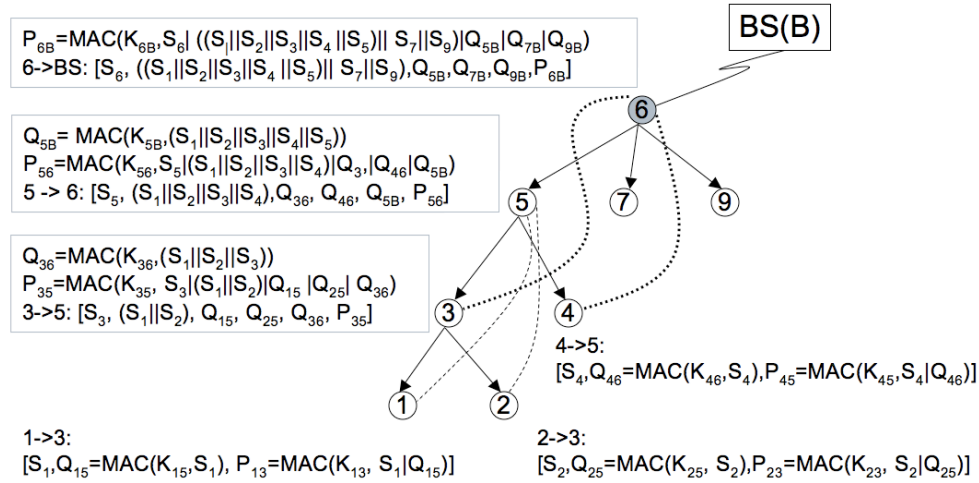 P6B=MAC(K6B,S6| ((S|||S2||S3||S4 ||S5)|| S7||S9)|Q5B|Q7B|Q9B)
6->BS: [S6, ((S1||S2||S3||S4 ||S5)|| S7||S9),Q5B,Q7B,Q9B,P6B]
BS(B)
6
Q5B= MAC(K5B,(S1||S2||S3||S4||S5))
P56=MAC(K56,S5|(S1||S2||S3||S4)|Q3,|Q46|Q5B)
5 -> 6: [S5, (S1||S2||S3||S4),Q36, Q46, Q5B, P56]
5 7 9
Q36=MAC(K36,(S1||S2||S3))
P35=MAC(K35, S3|(S1||S2)|Q15 |Q25| Q36)
3->5: [S3, (S1||S2), Q15, Q25, Q36, P35]
3 4
4->5:
[S4,Q46=MAC(K46,S4),P45=MAC(K45,S4|Q46)]
1 2
1->3:
[S1,Q15=MAC(K15,S1), P13=MAC(K13, S1|Q15)]
2->3:
[S2,Q25=MAC(K25, S2),P23=MAC(K23, S2|Q25)]